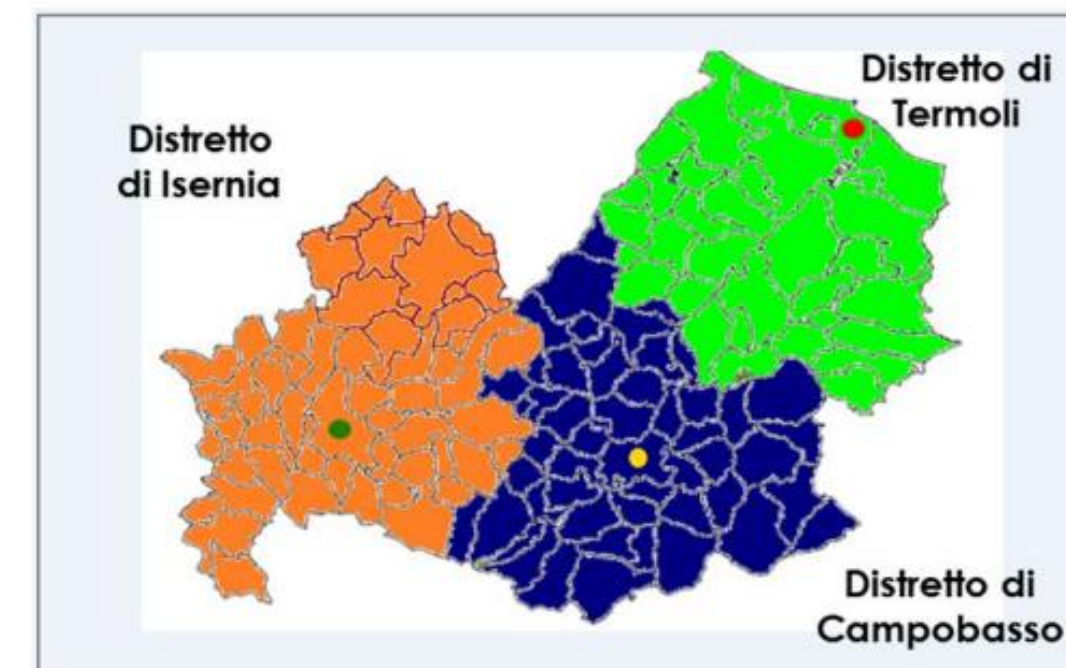 Distretto di
Termoli
Distretto
di Isernia
Distretto di
Campobasso